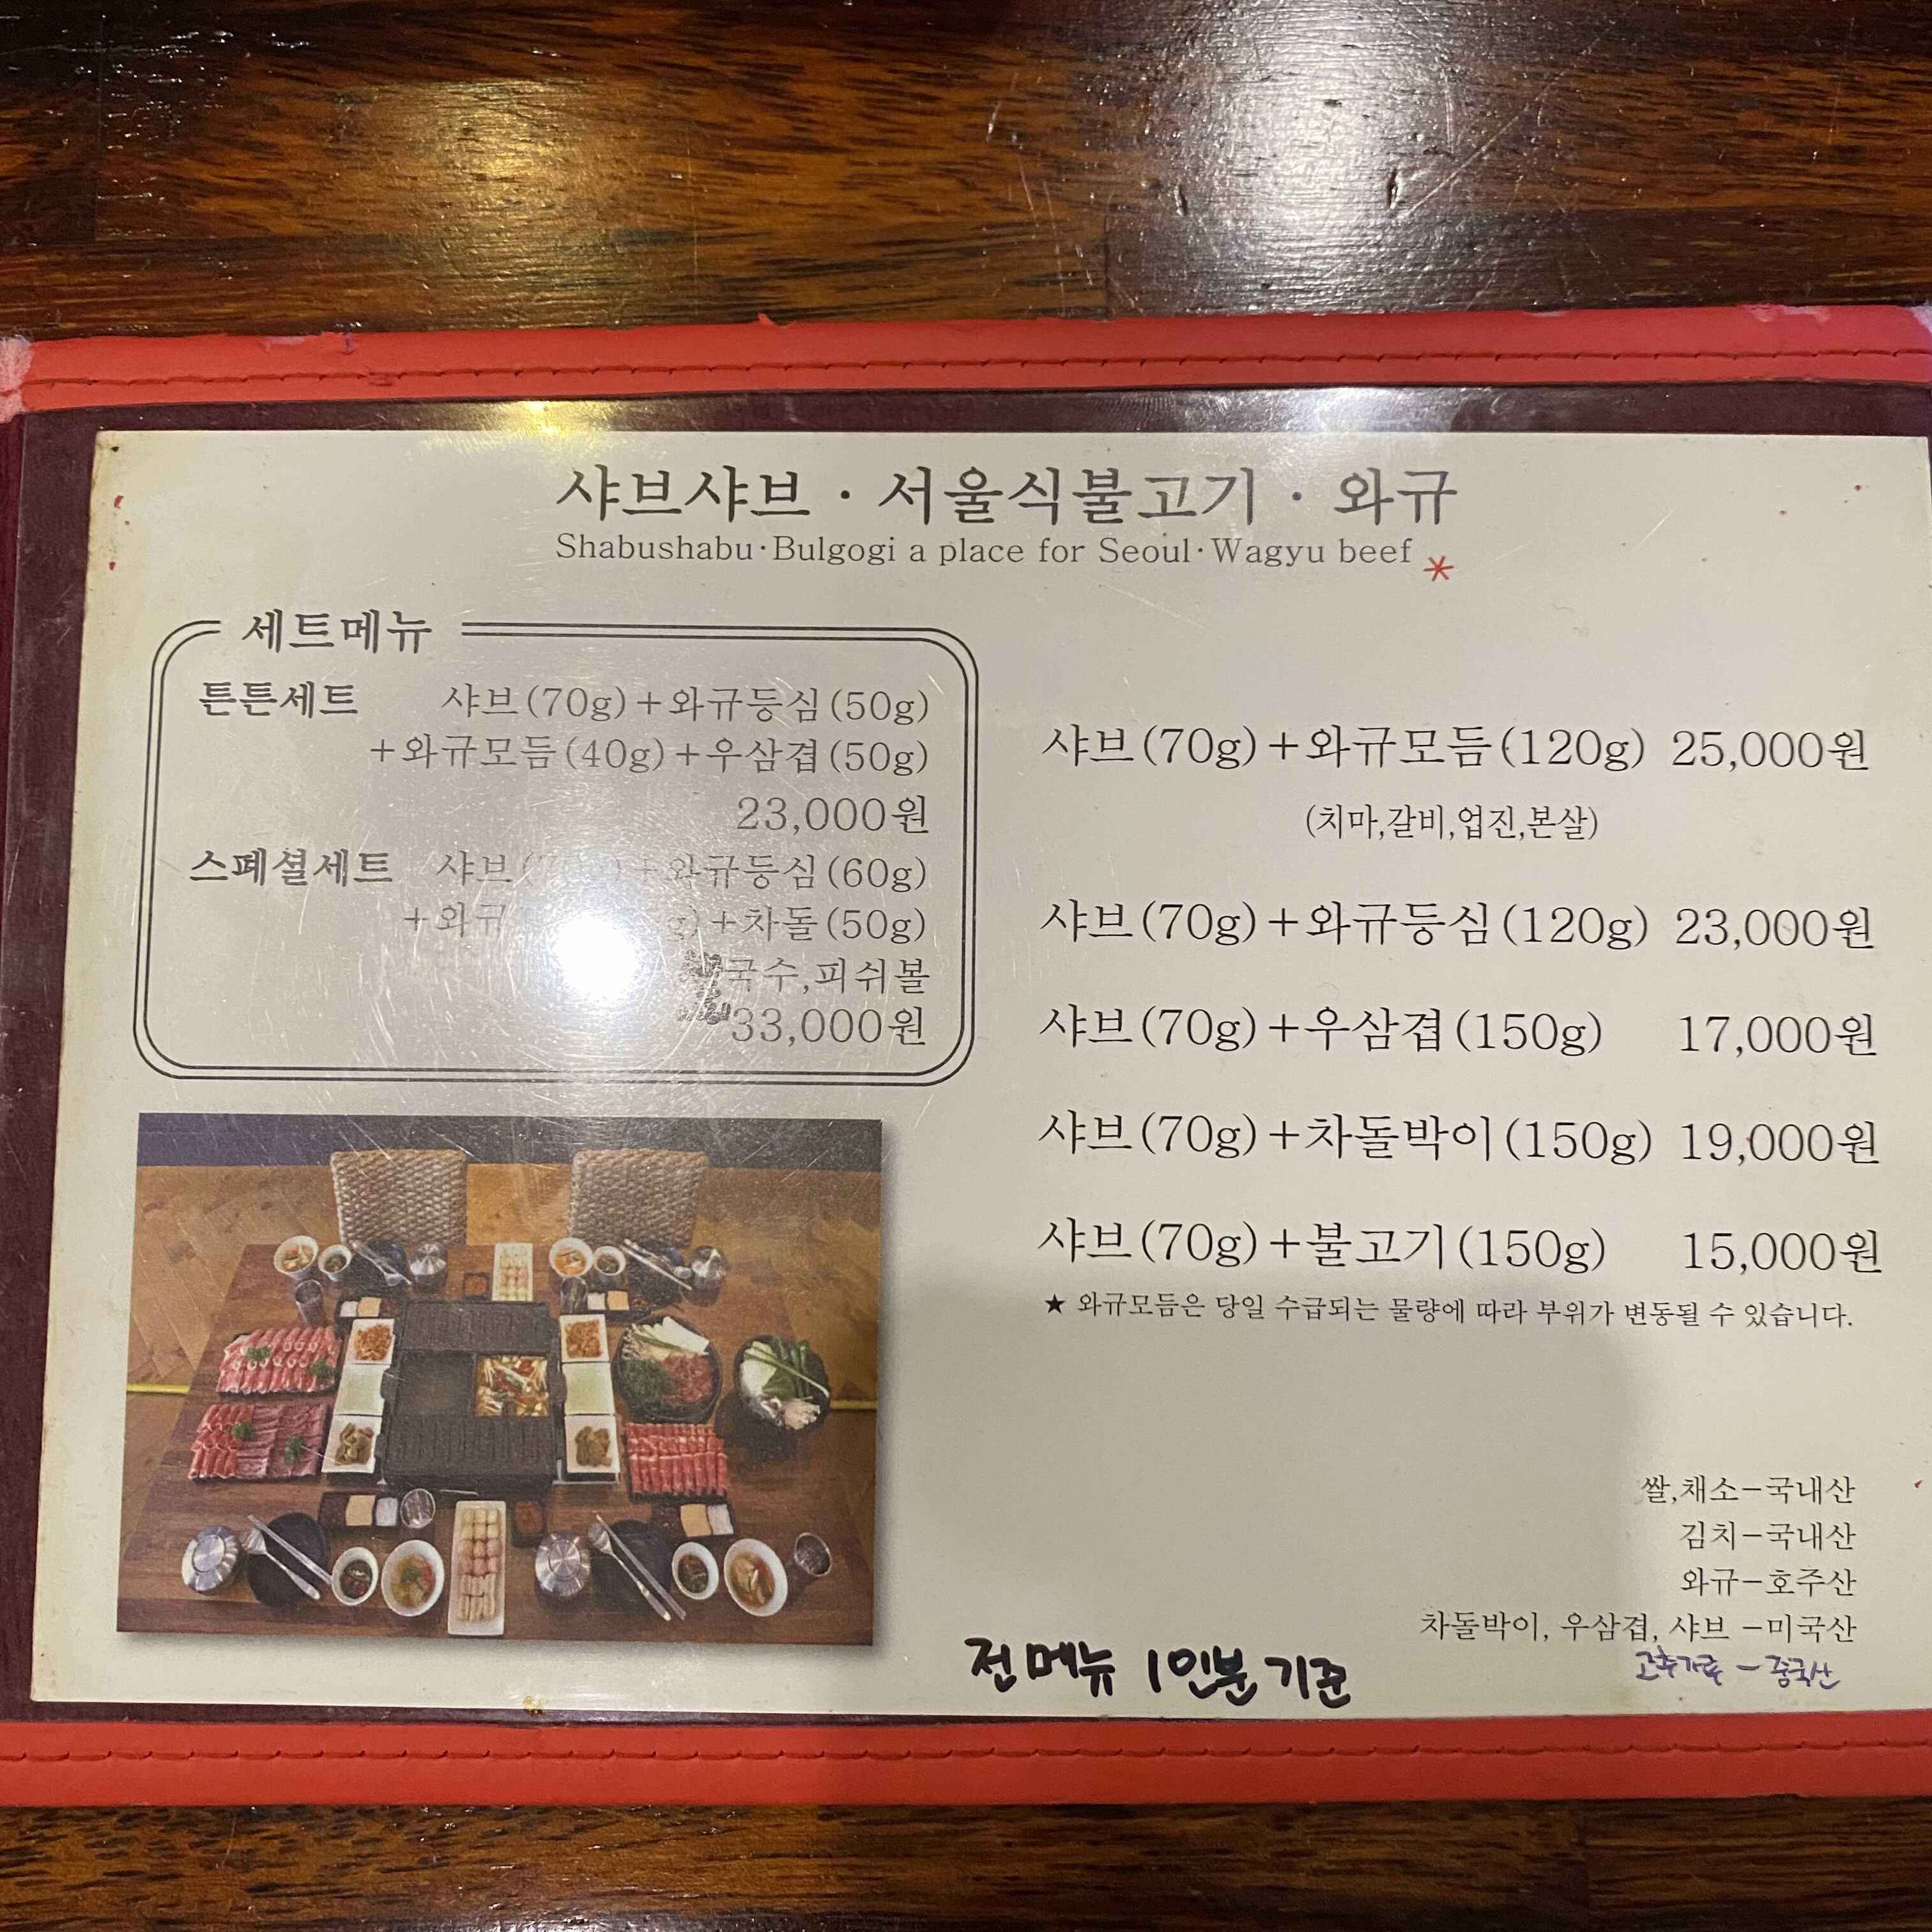 샤브샤브 · 서울식불고기 · 와규
Shabushabu·Bulgogi a place for Seoul·Wagyu beef
세트메뉴
튼튼세트 샤브(70g)+와규등심(50g)
+와규모듬(40g)+우삼겹(50g)
23,000원
스페셜세트 샤브( +와규등심(60g)
+와규 g)+차돌(50g)
국수,피쉬볼
33,000원
샤브(70g)+와규모듬(120g) 25,000원
(치마,갈비,업진,본살)
샤브(70g)+와규등심(120g) 23,000원
샤브(70g)+우삼겹(150g) 17,000원
샤브(70g)+차돌박이(150g) 19,000원
샤브(70g)+불고기(150g) 15,000원
★ 와규모듬은 당일 수급되는 물량에 따라 부위가 변동될 수 있습니다.
쌀,채소-국내산
김치-국내산
와규-호주산
차돌박이, 우삼겹, 샤브 -미국산
고추가루 - 중국산
전메뉴 1인분 기준